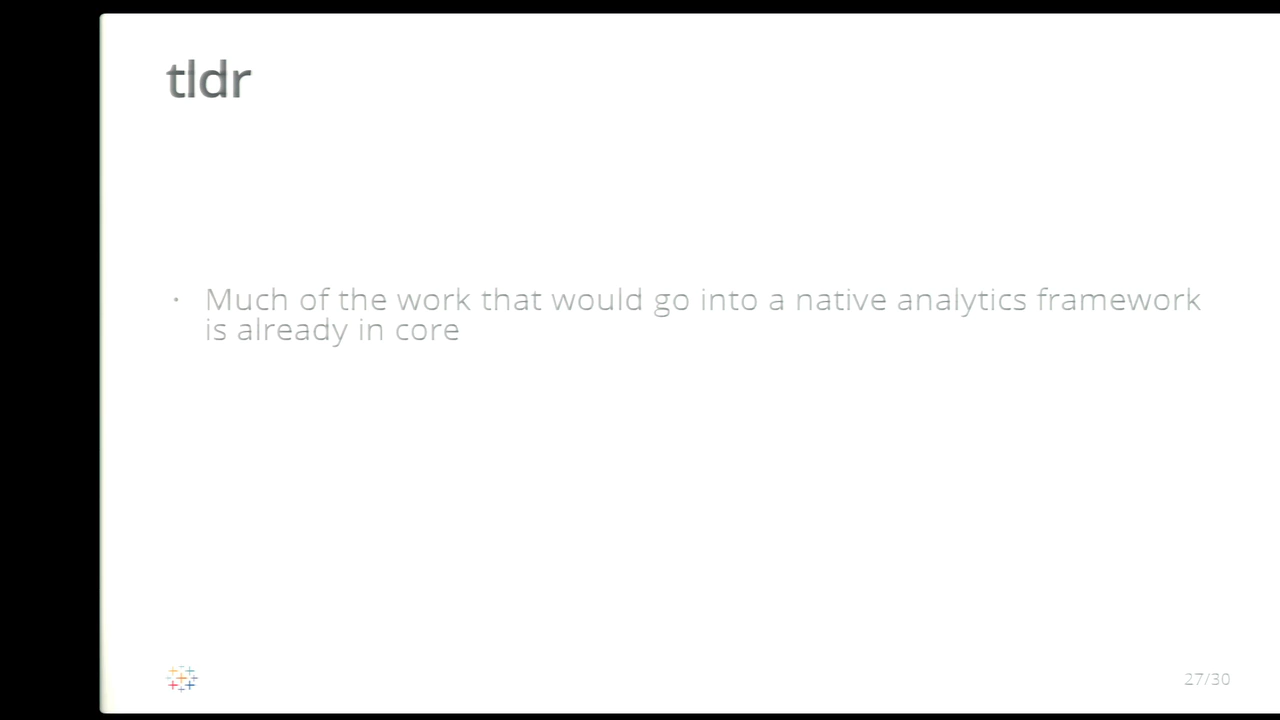 tldr
• Much of the work that would go into a native analytics framework
is already in core
27/30